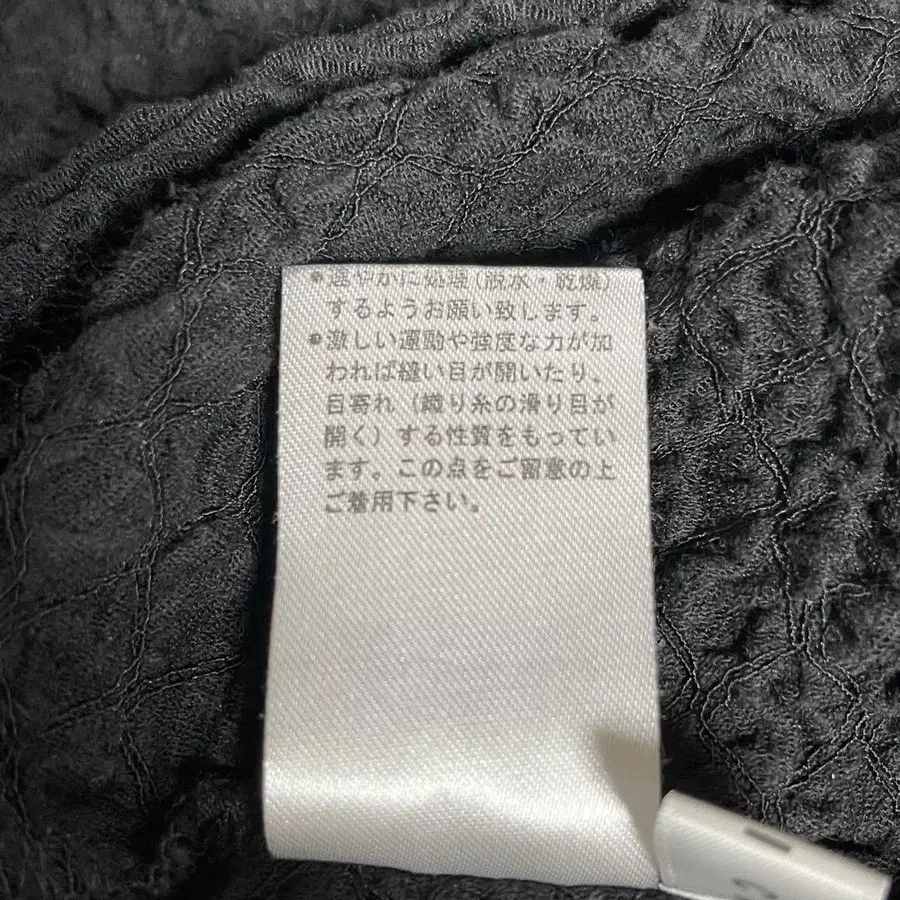 ●速やかに処理(脱水・乾燥)
するようお願い致します。
●激しい運動や強度な力が加
われば縫い目が開いたり、
目寄れ(織り糸の滑り目が
開く)する性質をもってい
ます。この点をご留意の上
ご着用下さい。